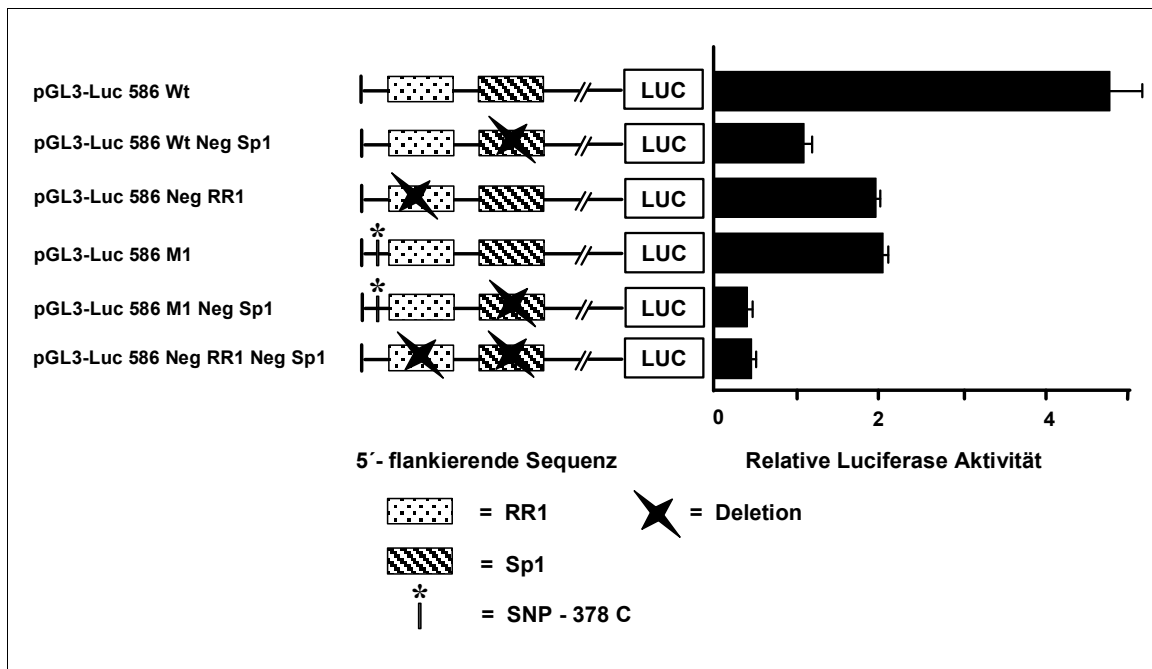 pGL3-Luc 586 Wt LUC
pGL3-Luc 586 Wt Neg Sp1 LUC
pGL3-Luc 586 Neg RR1 LUC
pGL3-Luc 586 M1 * LUC
pGL3-Luc 586 M1 Neg Sp1 * LUC
pGL3-Luc 586 Neg RR1 Neg Sp1 LUC
0 2 4
5´- flankierende Sequenz Relative Luciferase Aktivität
= RR1 = Deletion
= Sp1
* = SNP - 378 C